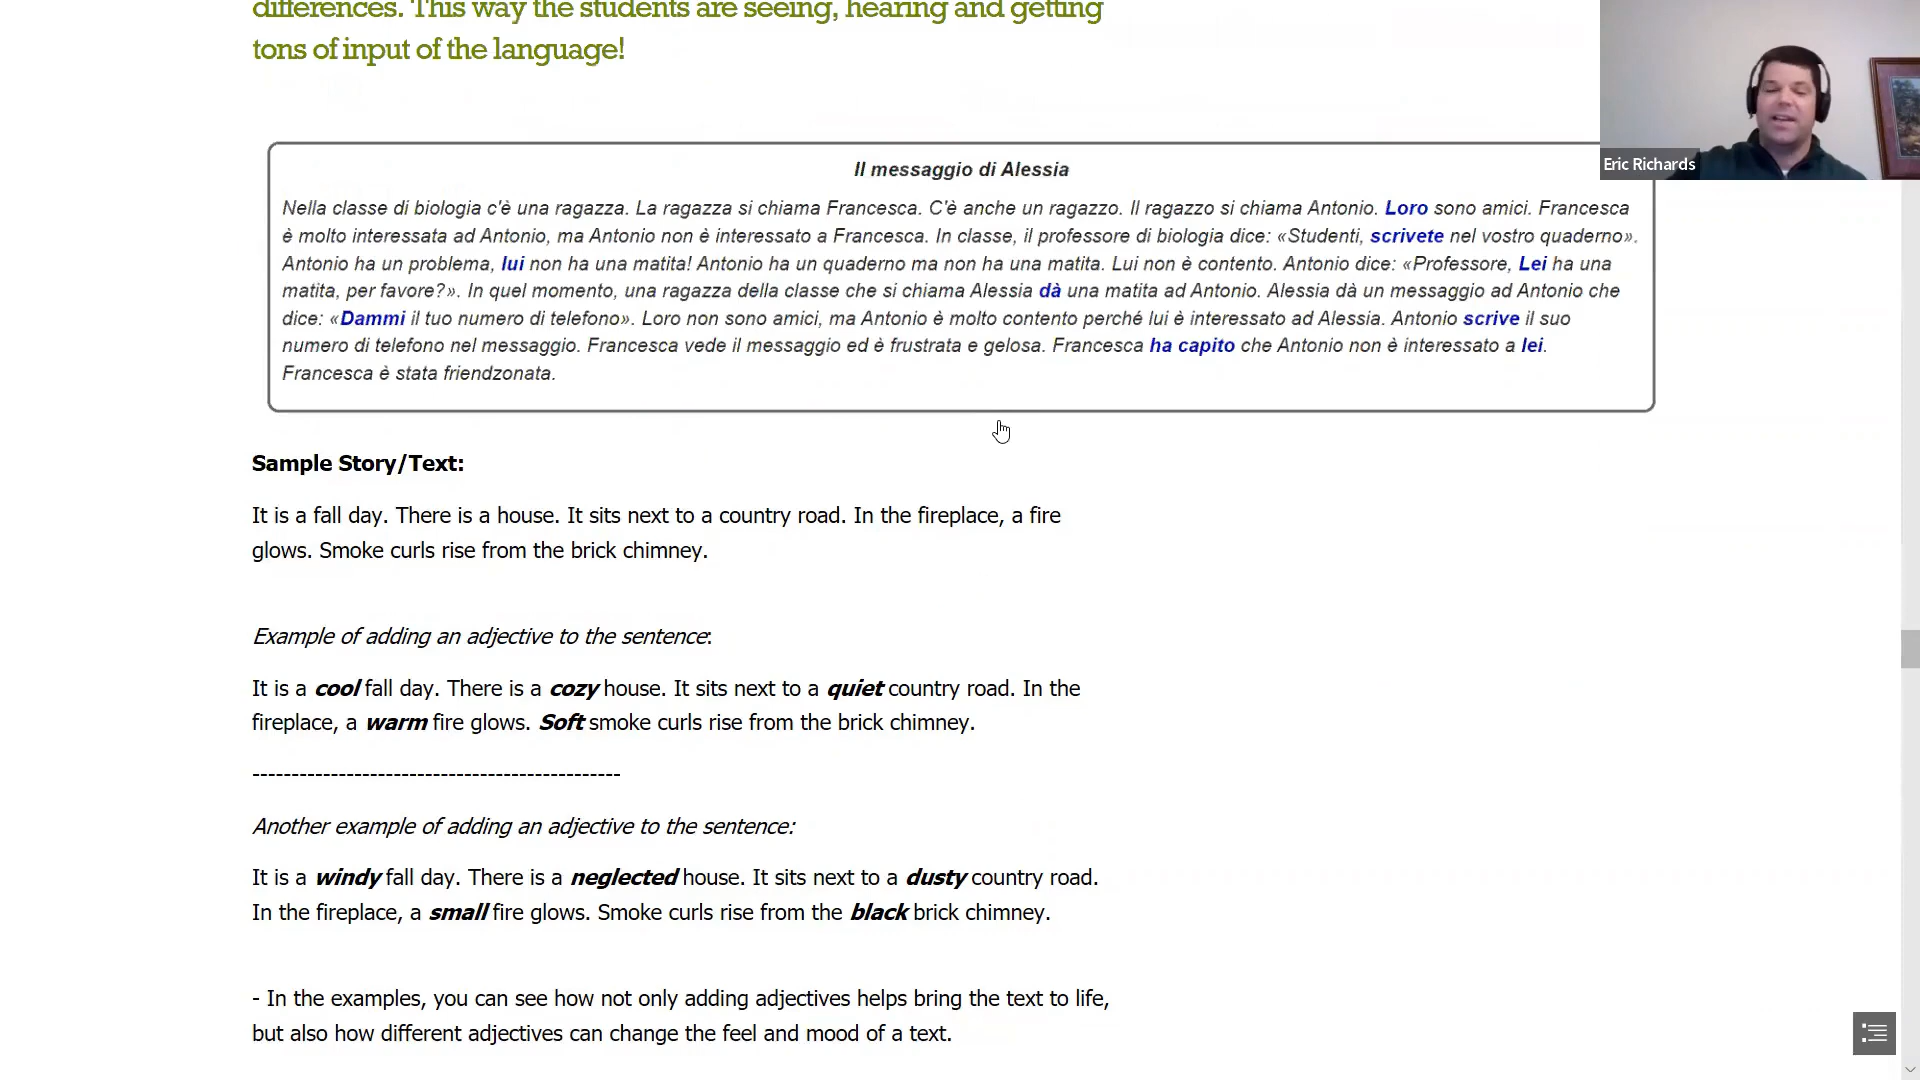 differences. This way the students are seeing, hearing and getting
tons of input of the language!
Eric Richards
Il messaggio di Alessia
Nella classe di biologia c'è una ragazza. La ragazza si chiama Francesca. C'è anche un ragazzo. Il ragazzo si chiama Antonio. Loro sono amici. Francesca
è molto interessata ad Antonio, ma Antonio non è interessato a Francesca. In classe, il professore di biologia dice: «Studenti, scrivete nel vostro quaderno».
Antonio ha un problema, lui non ha una matita! Antonio ha un quaderno ma non ha una matita. Lui non è contento. Antonio dice: «Professore, Lei ha una
matita, per favore?». In quel momento, una ragazza della classe che si chiama Alessia dà una matita ad Antonio. Alessia dà un messaggio ad Antonio che
dice: «Dammi il tuo numero di telefono». Loro non sono amici, ma Antonio è molto contento perché lui è interessato ad Alessia. Antonio scrive il suo
numero di telefono nel messaggio. Francesca vede il messaggio ed è frustrata e gelosa. Francesca ha capito che Antonio non è interessato a lei.
Francesca è stata friendzonata.
Sample Story/Text:
It is a fall day. There is a house. It sits next to a country road. In the fireplace, a fire
glows. Smoke curls rise from the brick chimney.
Example of adding an adjective to the sentence:
It is a cool fall day. There is a cozy house. It sits next to a quiet country road. In the
fireplace, a warm fire glows. Soft smoke curls rise from the brick chimney.
-----------------------------------------------
Another example of adding an adjective to the sentence:
It is a windy fall day. There is a neglected house. It sits next to a dusty country road.
In the fireplace, a small fire glows. Smoke curls rise from the black brick chimney.
- In the examples, you can see how not only adding adjectives helps bring the text to life,
but also how different adjectives can change the feel and mood of a text.